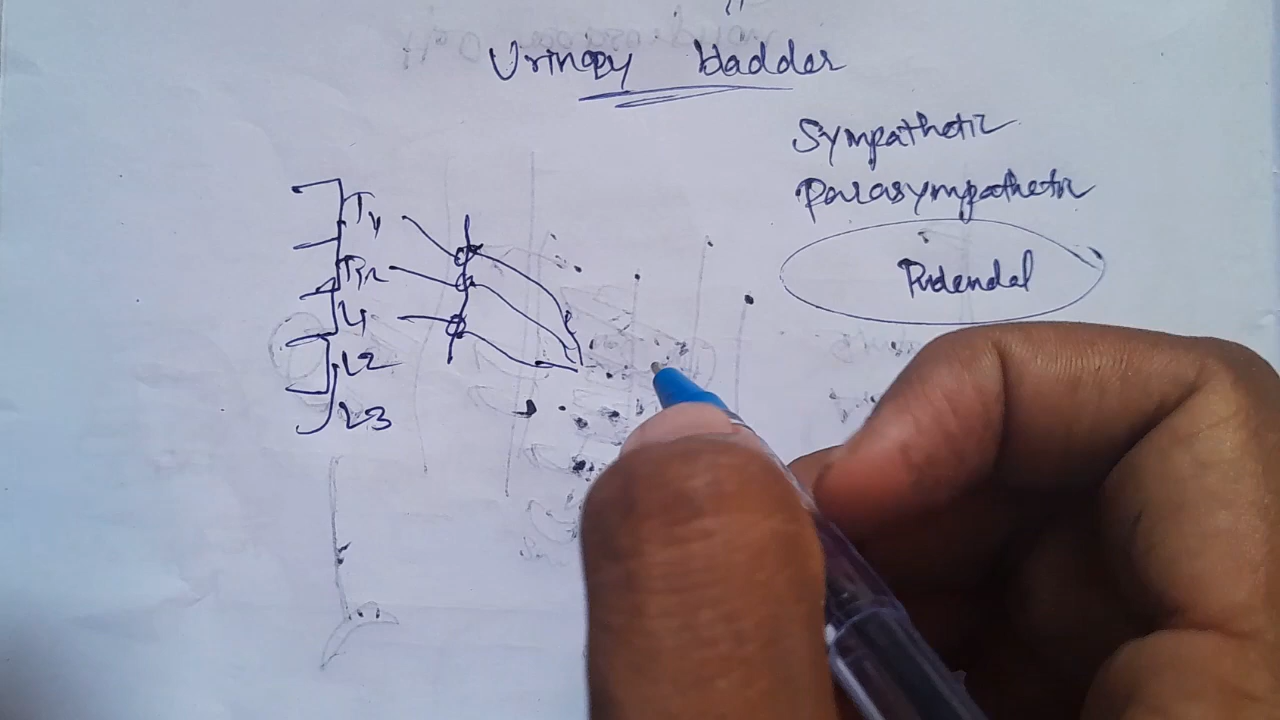 Urinary bladder
Sympathetic
Parasympathetic
Pudendal
T11
T12
L1
L2
L3